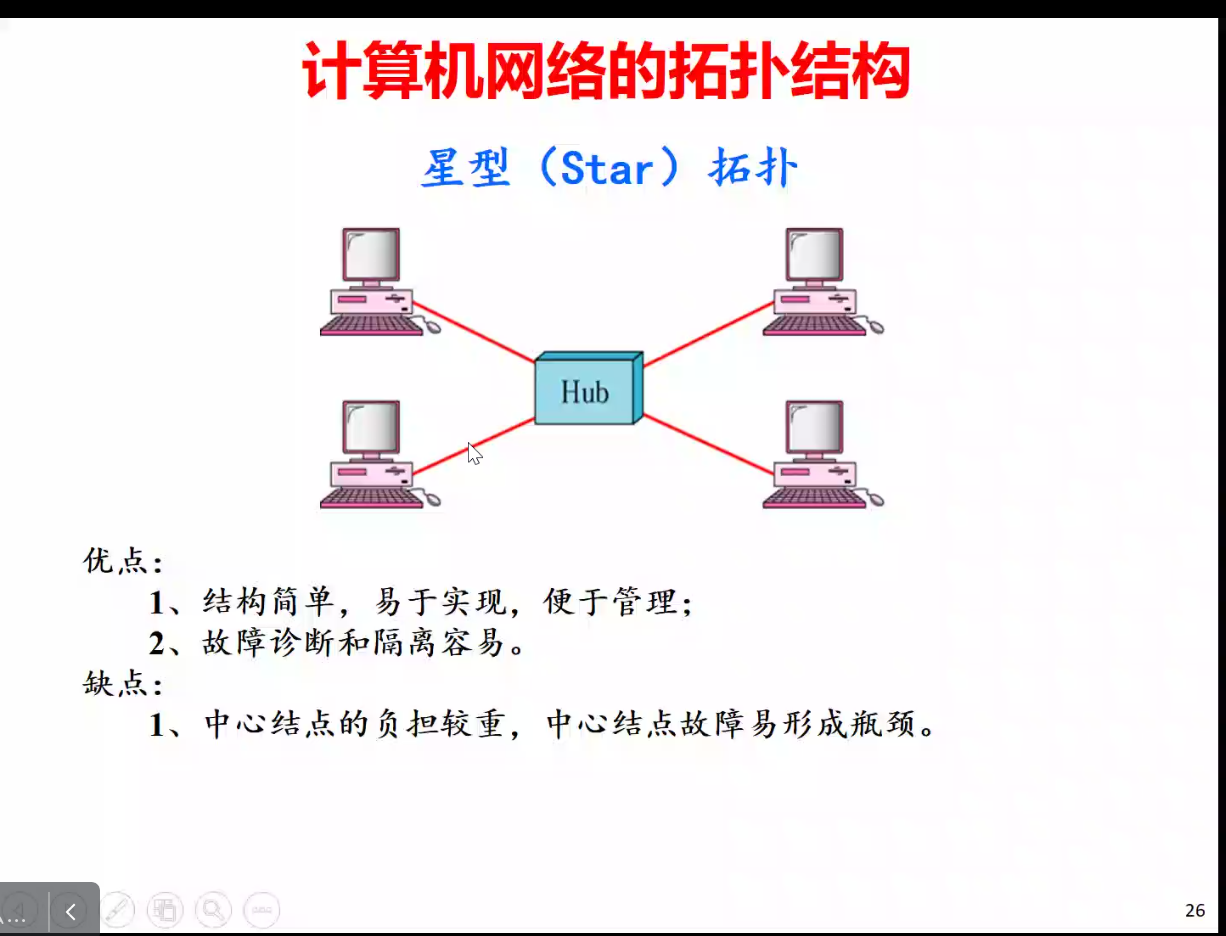 计算机网络的拓扑结构
星型（Star）拓扑
Hub
优点：
1、结构简单，易于实现，便于管理；
2、故障诊断和隔离容易。
缺点：
1、中心结点的负担较重，中心结点故障易形成瓶颈。
26